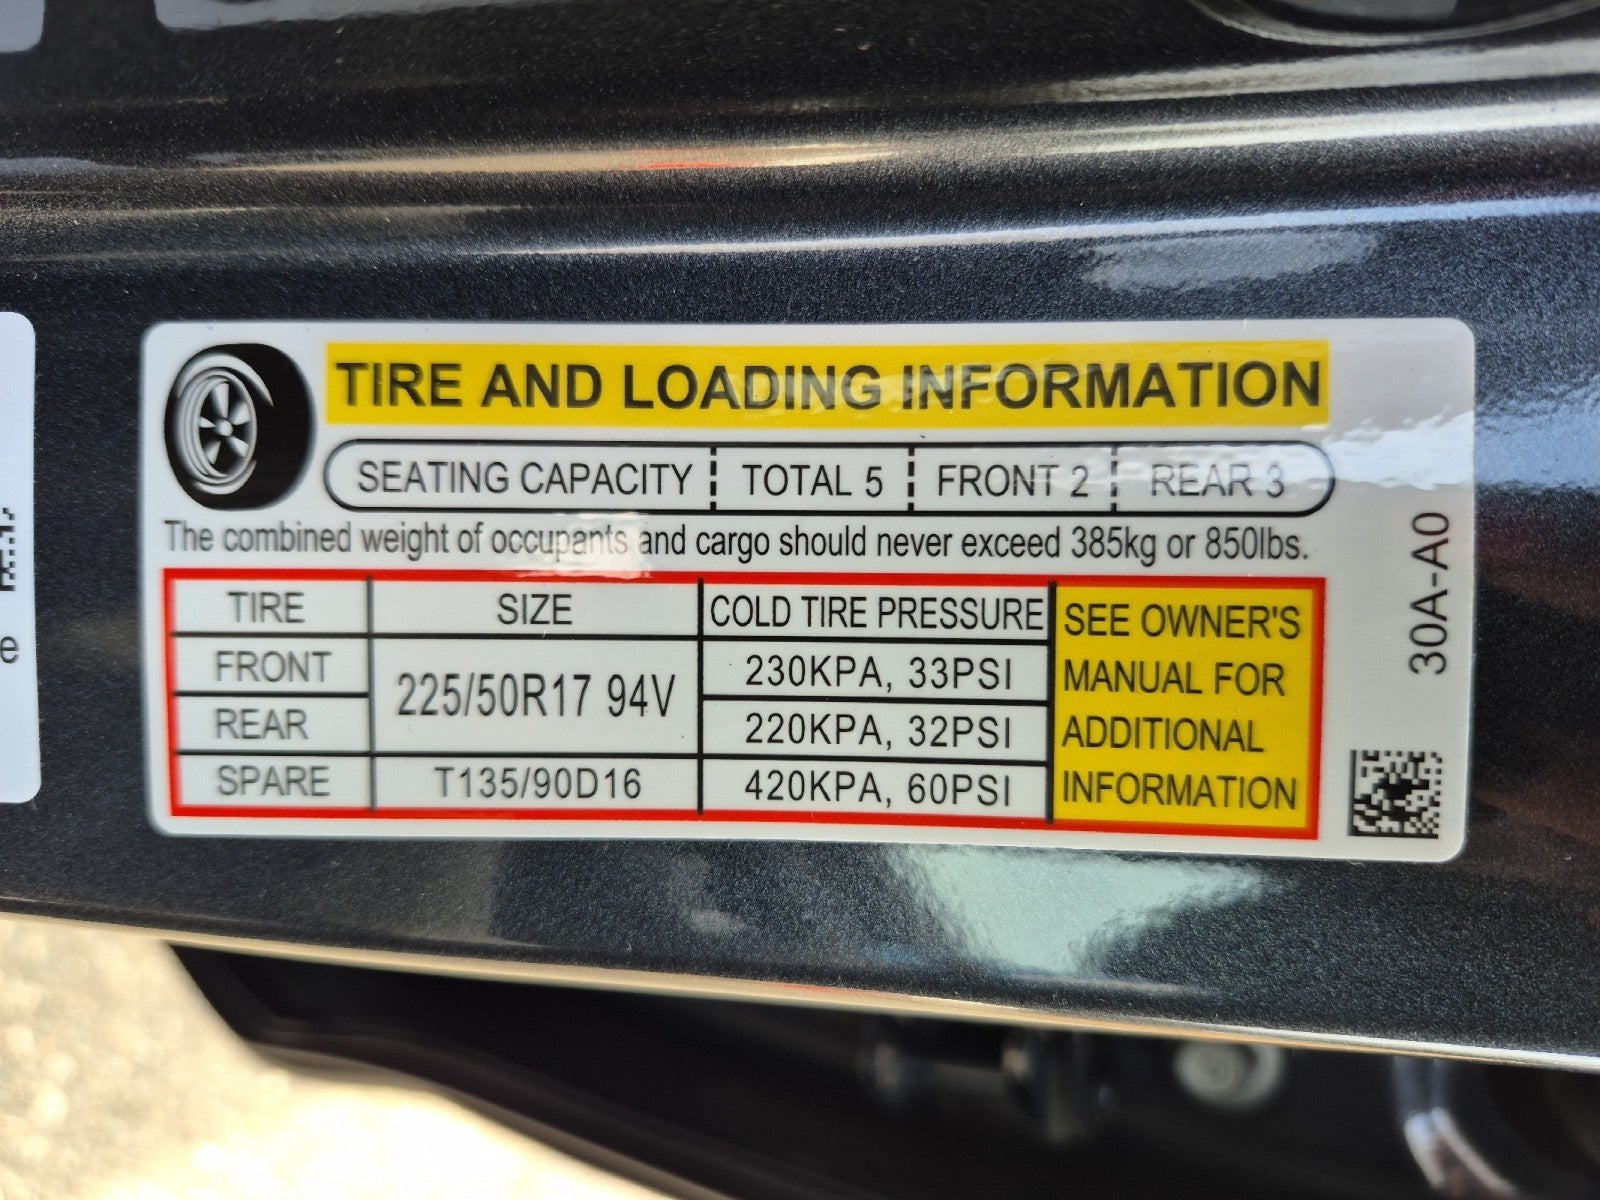 TIRE AND LOADING INFORMATION
SEATING CAPACITY TOTAL 5 FRONT 2 REAR 3
The combined weight of occupants and cargo should never exceed 385kg or 850lbs.
TIRE SIZE COLD TIRE PRESSURE
FRONT 225/50R17 94V 230KPA, 33PSI
REAR 220KPA, 32PSI
SPARE T135/90D16 420KPA, 60PSI
SEE OWNER'S
MANUAL FOR
ADDITIONAL
INFORMATION
30A-A0
e